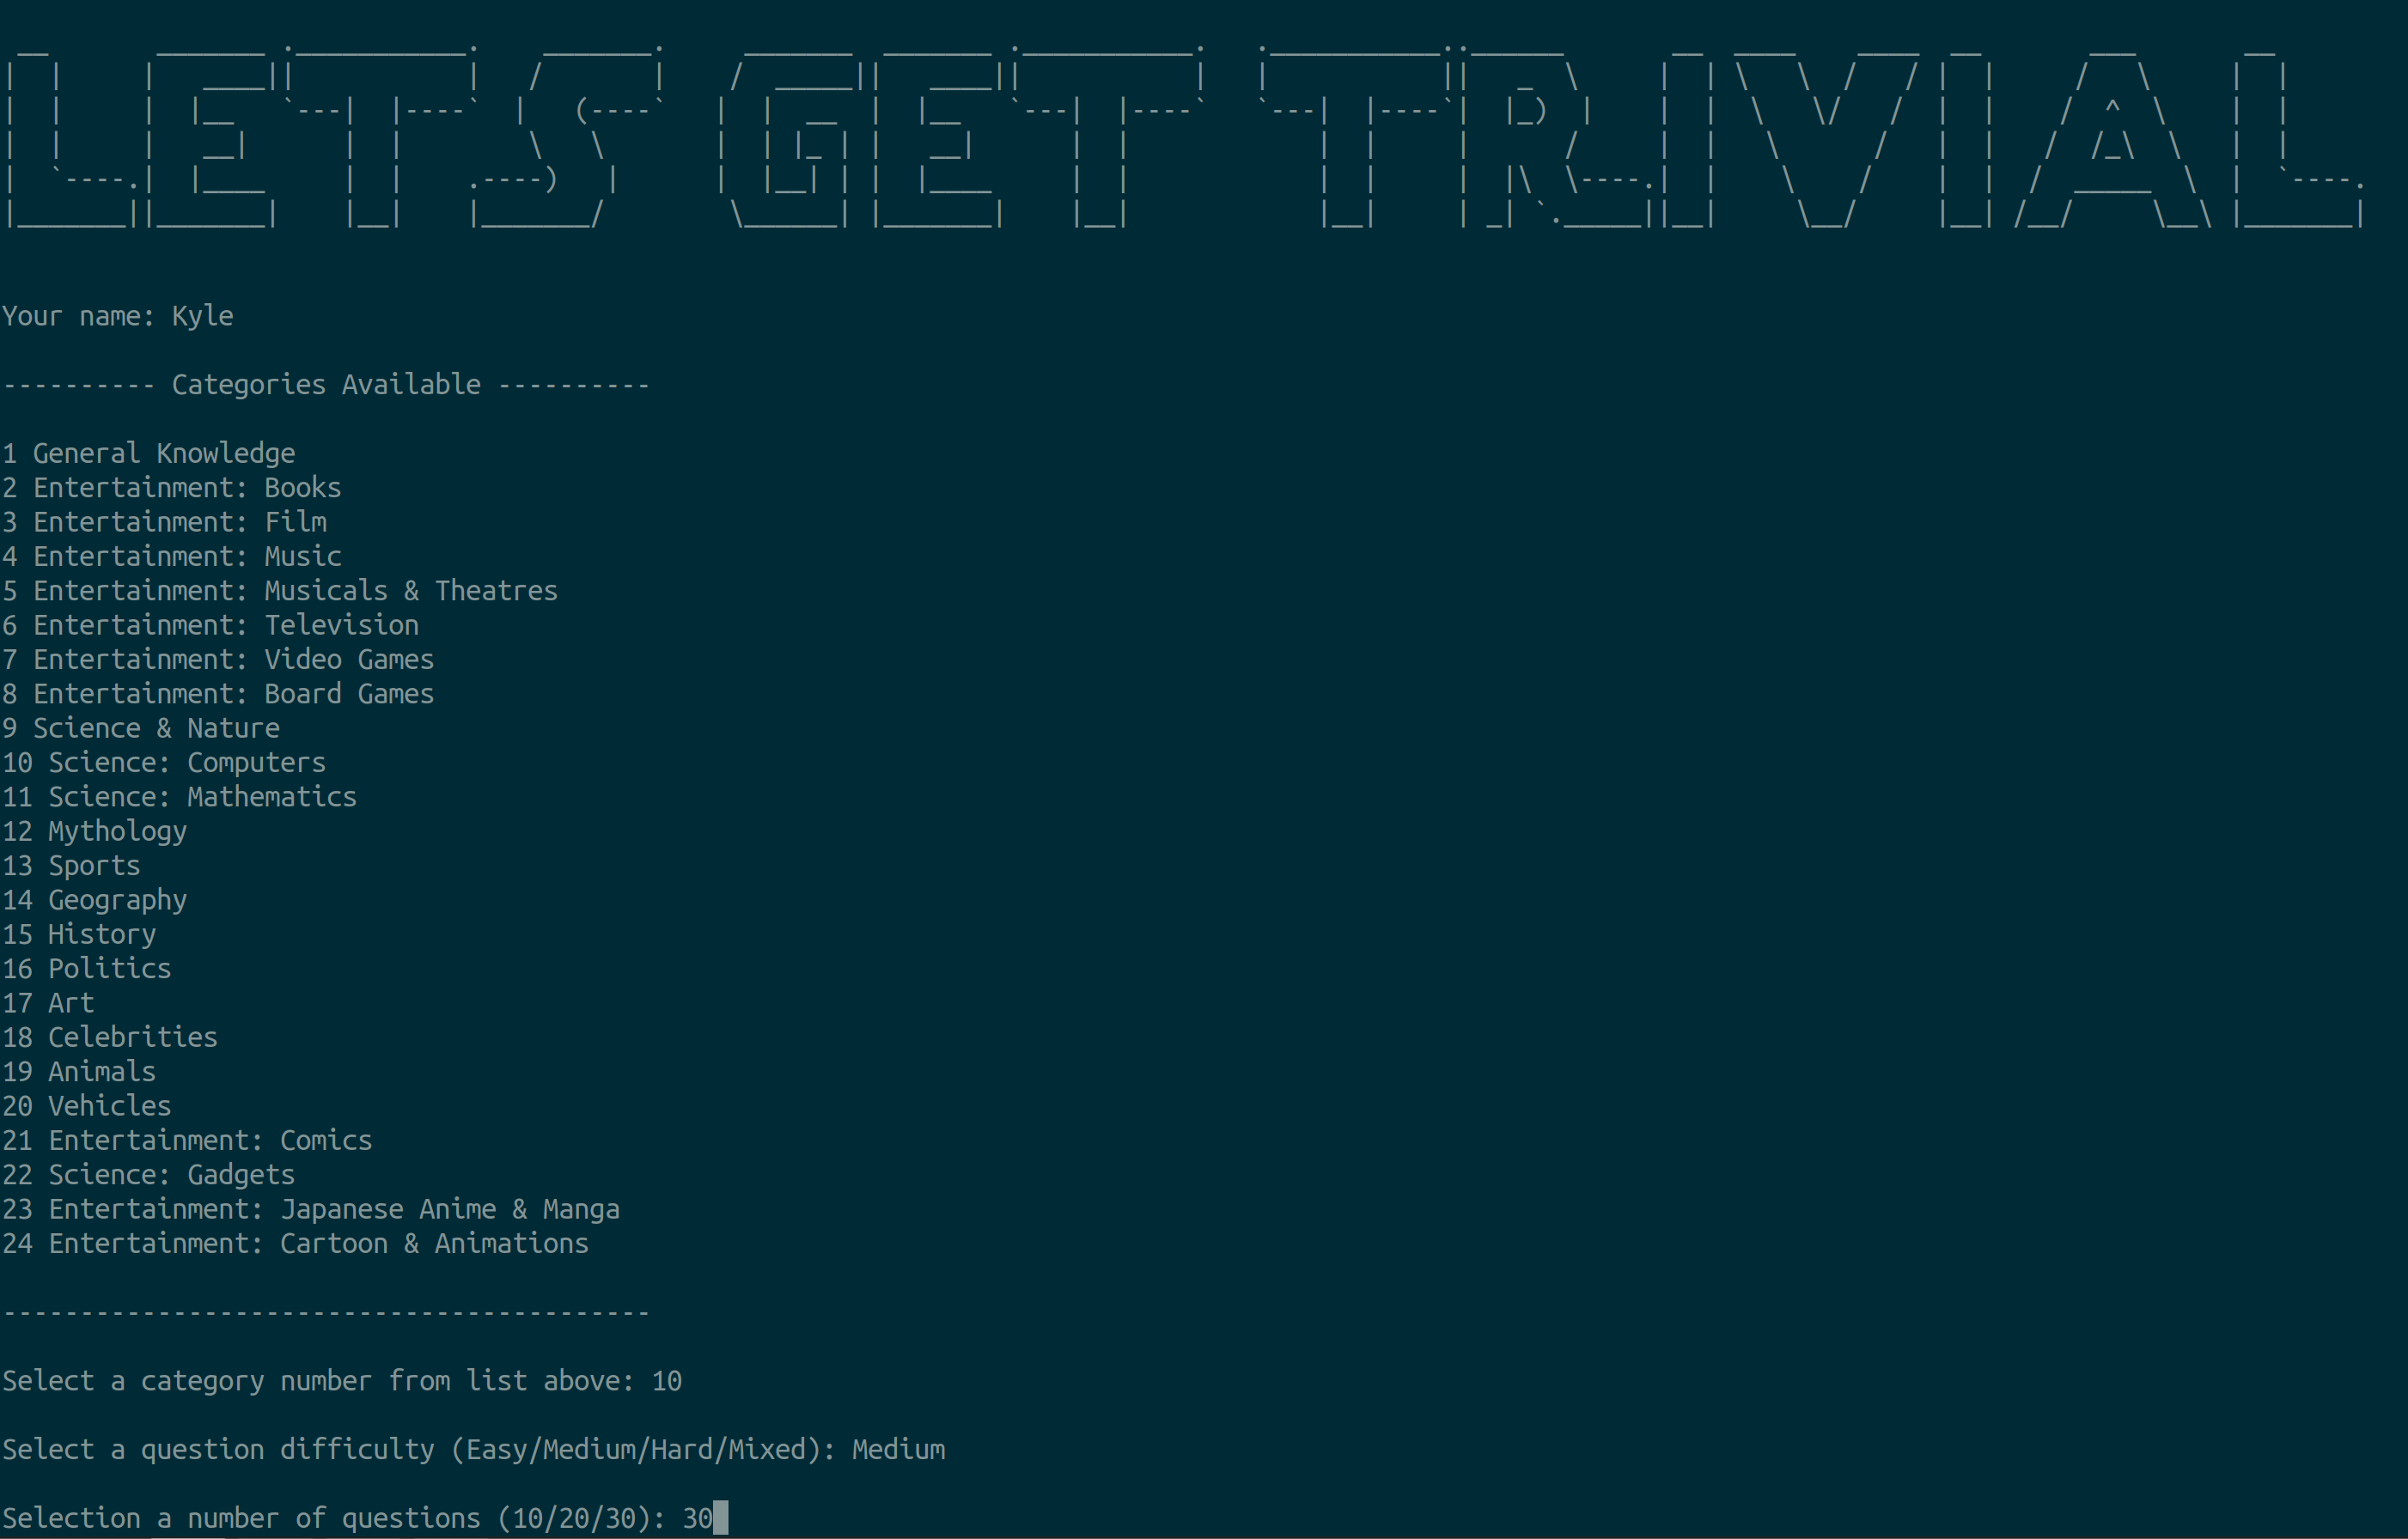 LETS GET TRIVIAL
Your name: Kyle
---------- Categories Available ----------
1 General Knowledge
2 Entertainment: Books
3 Entertainment: Film
4 Entertainment: Music
5 Entertainment: Musicals & Theatres
6 Entertainment: Television
7 Entertainment: Video Games
8 Entertainment: Board Games
9 Science & Nature
10 Science: Computers
11 Science: Mathematics
12 Mythology
13 Sports
14 Geography
15 History
16 Politics
17 Art
18 Celebrities
19 Animals
20 Vehicles
21 Entertainment: Comics
22 Science: Gadgets
23 Entertainment: Japanese Anime & Manga
24 Entertainment: Cartoon & Animations
------------------------------------------
Select a category number from list above: 10
Select a question difficulty (Easy/Medium/Hard/Mixed): Medium
Selection a number of questions (10/20/30): 30